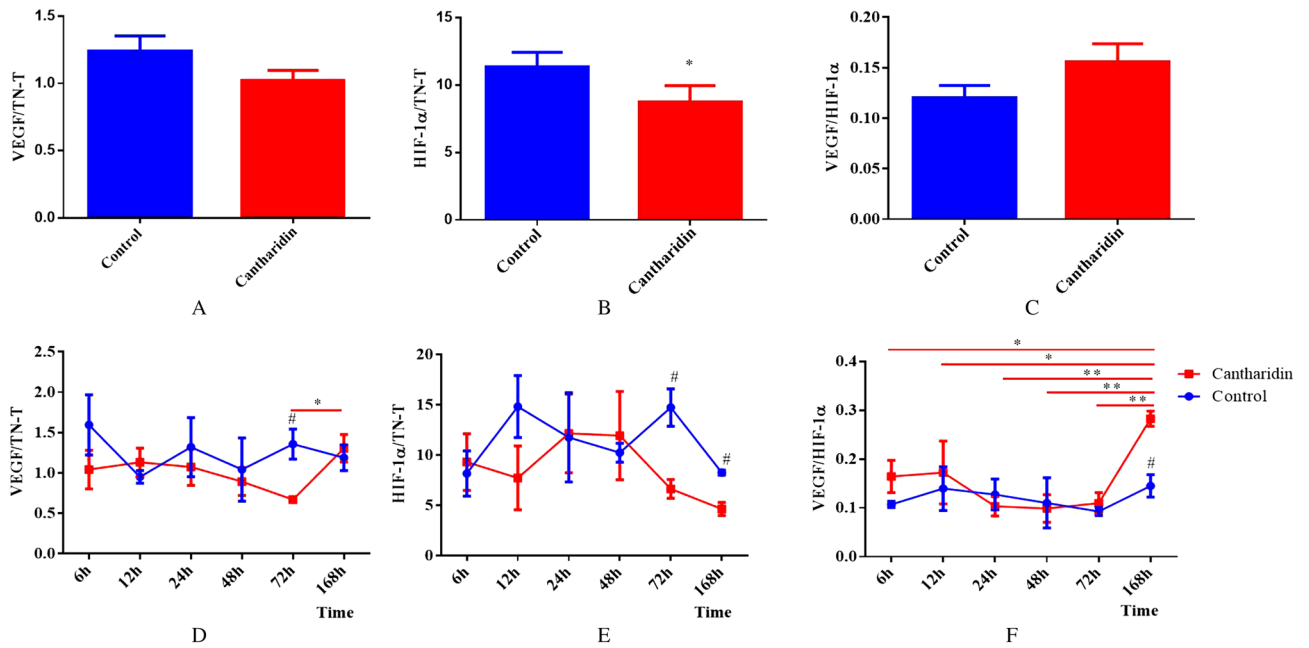 VEGF/TN-T
1.5
1.0
0.5
0.0
Control
Cantharidin
A
HIF-1α/TN-T
15
10
5
0
*
Control
Cantharidin
B
VEGF/HIF-1α
0.20
0.15
0.10
0.05
0.00
Control
Cantharidin
C
VEGF/TN-T
2.5
2.0
1.5
1.0
0.5
0.0
#
*
6h
12h
24h
48h
72h
168h
Time
D
HIF-1α/TN-T
20
15
10
5
0
#
#
6h
12h
24h
48h
72h
168h
Time
E
VEGF/HIF-1α
0.4
0.3
0.2
0.1
0.0
*
*
**
**
**
#
6h
12h
24h
48h
72h
168h
Time
F
Cantharidin
Control